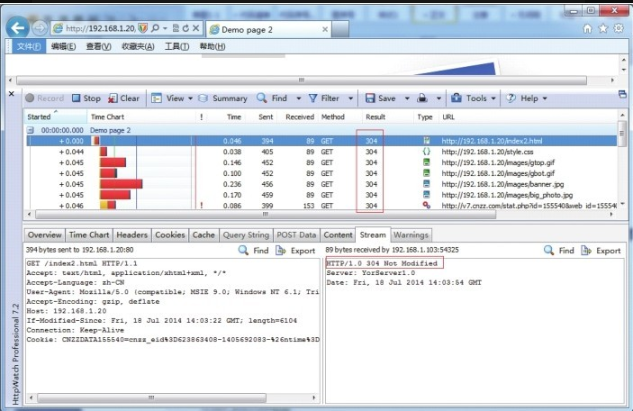 http://192.168.1.20/
Demo page 2
文件(F) 编辑(E) 查看(V) 收藏夹(A) 工具(T) 帮助(H)
Record Stop Clear View Summary Find Filter Save Tools Help
Started Time Chart ! Time Sent Received Method Result Type URL
00:00:00.000 Demo page 2
+ 0.000 0.046 394 89 GET 304 http://192.168.1.20/index2.html
+ 0.044 0.038 405 89 GET 304 http://192.168.1.20/style.css
+ 0.045 0.146 452 89 GET 304 http://192.168.1.20/images/gtop.gif
+ 0.045 0.100 452 89 GET 304 http://192.168.1.20/images/gbot.gif
+ 0.045 0.236 456 89 GET 304 http://192.168.1.20/images/banner.jpg
+ 0.045 0.170 459 89 GET 304 http://192.168.1.20/images/big_photo.jpg
+ 0.046 ! 0.086 399 153 GET 304 http://v7.cnzz.com/stat.php?id=155540&web_id=155540
Overview Time Chart Headers Cookies Cache Query String POST Data Content Stream Warnings
394 bytes sent to 192.168.1.20:80 Find Export
89 bytes received by 192.168.1.103:54325 Find Export
GET /index2.html HTTP/1.1
Accept: text/html, application/xhtml+xml, */*
Accept-Language: zh-CN
User-Agent: Mozilla/5.0 (compatible; MSIE 9.0; Windows NT 6.1; Tri
Accept-Encoding: gzip, deflate
Host: 192.168.1.20
If-Modified-Since: Fri, 18 Jul 2014 14:03:22 GMT; length=6104
Connection: Keep-Alive
Cookie: CNZZDATA155540=cnzz_eid%3D623863408-1405692083-%26ntime%3D
HTTP/1.0 304 Not Modified
Server: YorServer1.0
Date: Fri, 18 Jul 2014 14:03:54 GMT
HttpWatch Professional 7.2